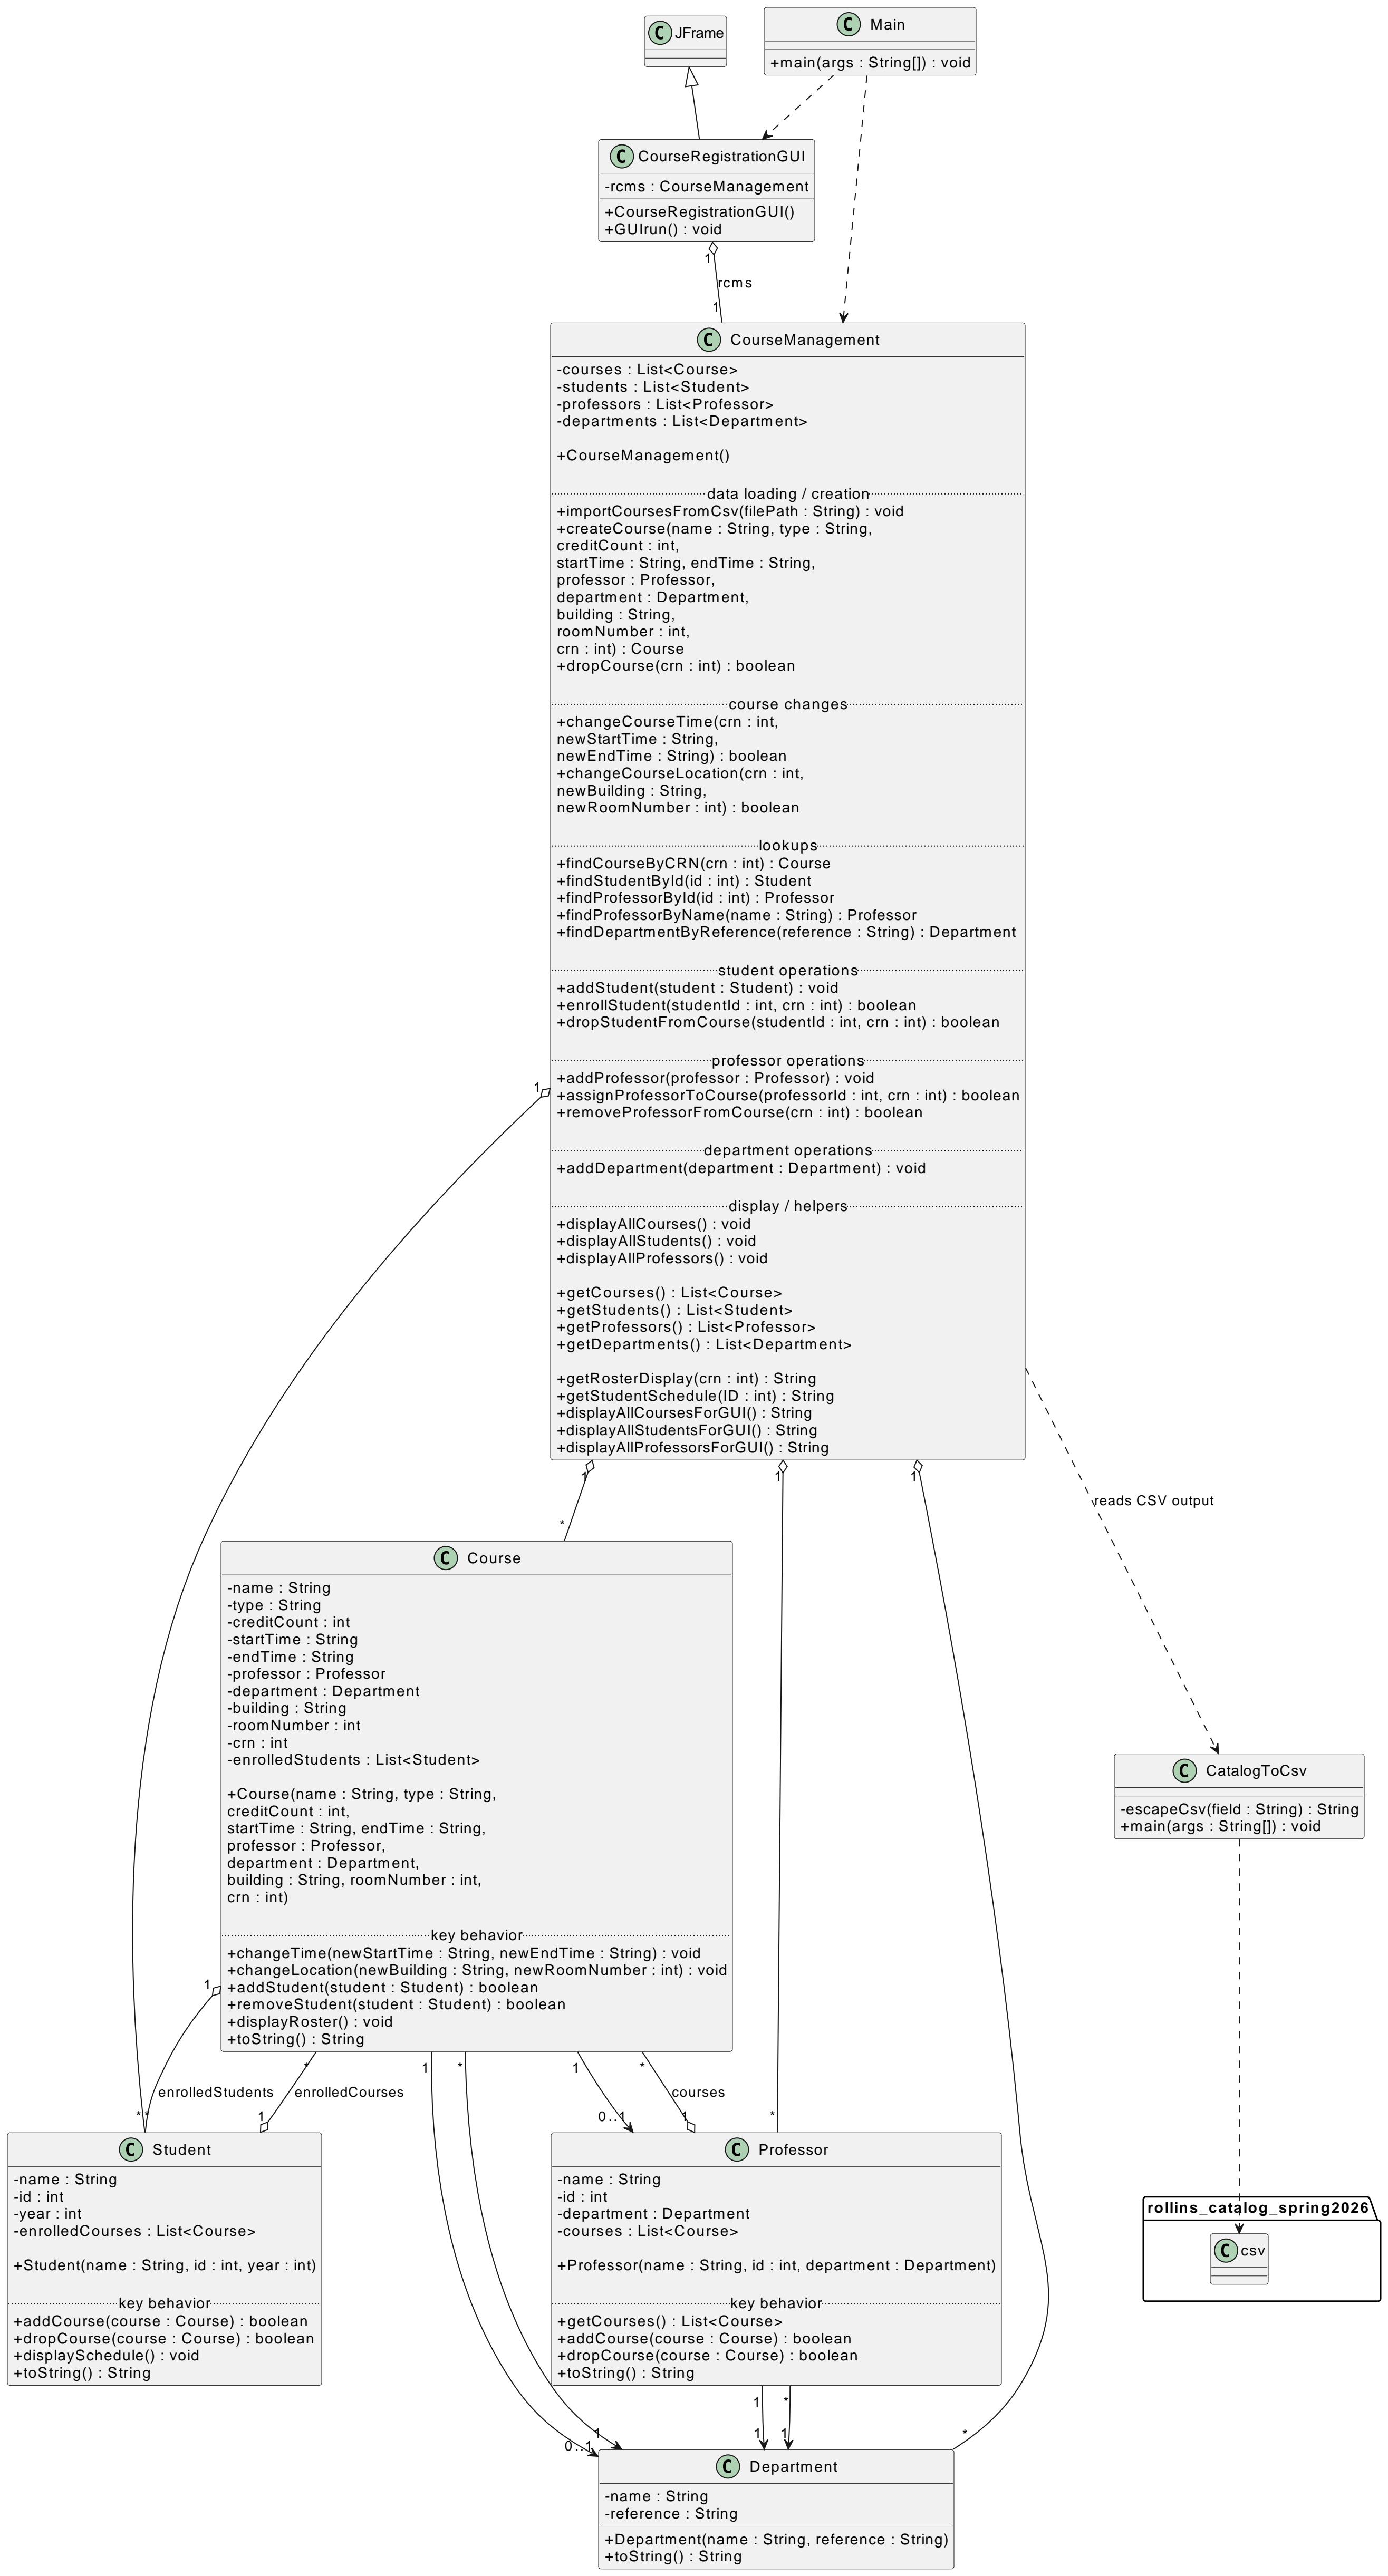 C JFrame
C Main
+main(args : String[]) : void
C CourseRegistrationGUI
-rcms : CourseManagement
+CourseRegistrationGUI()
+GUIrun() : void
1
rcms
1
C CourseManagement
-courses : List<Course>
-students : List<Student>
-professors : List<Professor>
-departments : List<Department>
+CourseManagement()
data loading / creation
+importCoursesFromCsv(filePath : String) : void
+createCourse(name : String, type : String,
creditCount : int,
startTime : String, endTime : String,
professor : Professor,
department : Department,
building : String,
roomNumber : int,
crn : int) : Course
+dropCourse(crn : int) : boolean
course changes
+changeCourseTime(crn : int,
newStartTime : String,
newEndTime : String) : boolean
+changeCourseLocation(crn : int,
newBuilding : String,
newRoomNumber : int) : boolean
lookups
+findCourseByCRN(crn : int) : Course
+findStudentById(id : int) : Student
+findProfessorById(id : int) : Professor
+findProfessorByName(name : String) : Professor
+findDepartmentByReference(reference : String) : Department
student operations
+addStudent(student : Student) : void
+enrollStudent(studentId : int, crn : int) : boolean
+dropStudentFromCourse(studentId : int, crn : int) : boolean
professor operations
+addProfessor(professor : Professor) : void
1
+assignProfessorToCourse(professorId : int, crn : int) : boolean
+removeProfessorFromCourse(crn : int) : boolean
department operations
+addDepartment(department : Department) : void
display / helpers
+displayAllCourses() : void
+displayAllStudents() : void
+displayAllProfessors() : void
+getCourses() : List<Course>
+getStudents() : List<Student>
+getProfessors() : List<Professor>
+getDepartments() : List<Department>
+getRosterDisplay(crn : int) : String
+getStudentSchedule(ID : int) : String
+displayAllCoursesForGUI() : String
+displayAllStudentsForGUI() : String
+displayAllProfessorsForGUI() : String
1 1 1
reads CSV output
*
C Course
-name : String
-type : String
-creditCount : int
-startTime : String
-endTime : String
-professor : Professor
-department : Department
-building : String
-roomNumber : int
-crn : int
-enrolledStudents : List<Student>
+Course(name : String, type : String,
creditCount : int,
startTime : String, endTime : String,
professor : Professor,
department : Department,
building : String, roomNumber : int,
crn : int)
key behavior
+changeTime(newStartTime : String, newEndTime : String) : void
+changeLocation(newBuilding : String, newRoomNumber : int) : void
1
+addStudent(student : Student) : boolean
+removeStudent(student : Student) : boolean
+displayRoster() : void
+toString() : String
C CatalogToCsv
-escapeCsv(field : String) : String
+main(args : String[]) : void
* 1 * 1 *
enrolledStudents enrolledCourses courses
* * 1 0..1 1 *
C Student
-name : String
-id : int
-year : int
-enrolledCourses : List<Course>
+Student(name : String, id : int, year : int)
key behavior
+addCourse(course : Course) : boolean
+dropCourse(course : Course) : boolean
+displaySchedule() : void
+toString() : String
C Professor
-name : String
-id : int
-department : Department
-courses : List<Course>
+Professor(name : String, id : int, department : Department)
key behavior
+getCourses() : List<Course>
+addCourse(course : Course) : boolean
+dropCourse(course : Course) : boolean
+toString() : String
rollins_catalog_spring2026
C csv
1 *
0..1 1 1 1 *
C Department
-name : String
-reference : String
+Department(name : String, reference : String)
+toString() : String